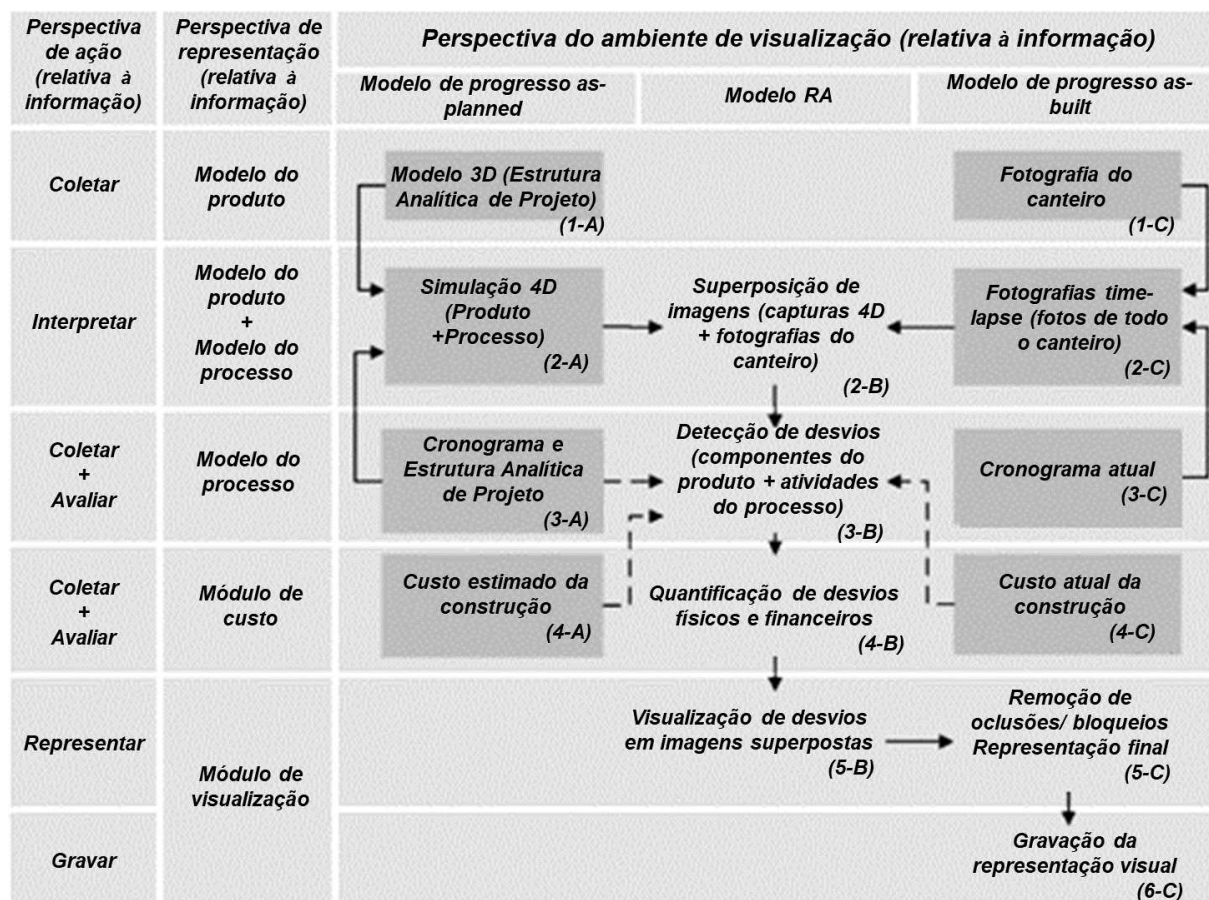 Perspectiva
de ação
(relativa à
informação)
Perspectiva de
representação
(relativa à
informação)
Perspectiva do ambiente de visualização (relativa à informação)
Modelo de progresso as-
planned
Modelo RA
Modelo de progresso as-
built
Coletar
Modelo do
produto
Modelo 3D (Estrutura
Analítica de Projeto)
(1-A)
Fotografia do
canteiro
(1-C)
Interpretar
Modelo do
produto
+
Modelo do
processo
Simulação 4D
(Produto
+Processo)
(2-A)
Superposição de
imagens (capturas 4D
+ fotografias do
canteiro)
(2-B)
Fotografias time-
lapse (fotos de todo
o canteiro)
(2-C)
Coletar
+
Avaliar
Modelo do
processo
Cronograma e
Estrutura Analítica
de Projeto
(3-A)
Detecção de desvios
(componentes do
produto + atividades
do processo)
(3-B)
Cronograma atual
(3-C)
Coletar
+
Avaliar
Módulo de
custo
Custo estimado da
construção
(4-A)
Quantificação de desvios
físicos e financeiros
(4-B)
Custo atual da
construção
(4-C)
Representar
Módulo de
visualização
Visualização de desvios
em imagens superpostas
(5-B)
Remoção de
oclusões/ bloqueios
Representação final
(5-C)
Gravar
Gravação da
representação visual
(6-C)